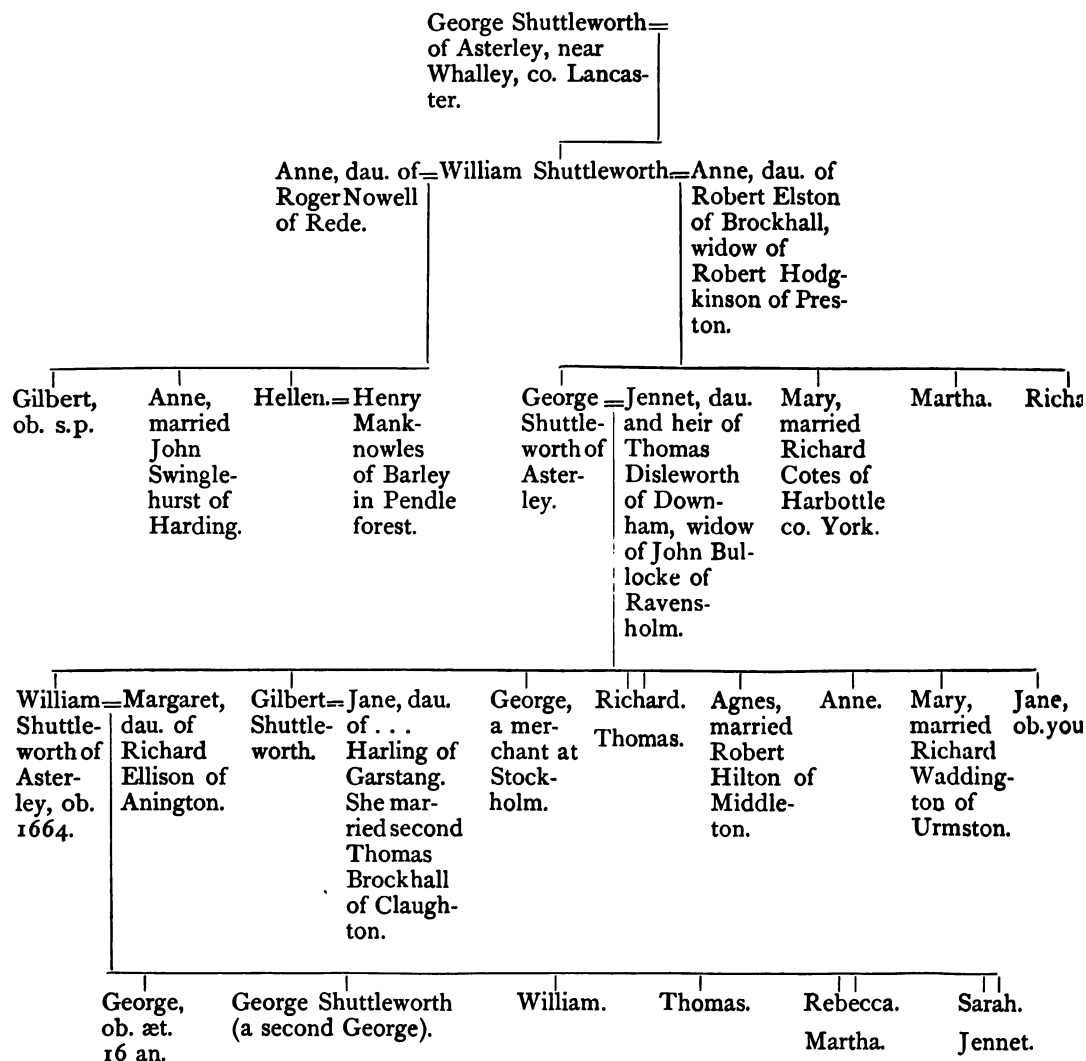 George Shuttleworth=
of Asterley, near
Whalley, co. Lancas-
ter.
Anne, dau. of=William Shuttleworth=Anne, dau. of
Roger Nowell
of Rede.
Robert Elston
of Brockhall,
widow of
Robert Hodg-
kinson of Pres-
ton.
Gilbert,
ob. s.p.
Anne,
married
John
Swingle-
hurst of
Harding.
Hellen.=Henry
Mank-
nowles
of Barley
in Pendle
forest.
George=Jennet, dau.
Shuttle-
worth of
Aster-
ley.
and heir of
Thomas
Disleworth
of Down-
ham, widow
of John Bul-
locke of
Ravens-
holm.
Mary,
married
Richard
Cotes of
Harbottle
co. York.
Martha.
Richa
William=Margaret,
Shuttle-
worth of
Aster-
ley, ob.
1664.
dau. of
Richard
Ellison of
Anington.
Gilbert=Jane, dau.
Shuttle-
worth.
of ...
Harling of
Garstang.
She mar-
ried second
Thomas
Brockhall
of Claugh-
ton.
George,
a mer-
chant at
Stock-
holm.
Richard.
Thomas.
Agnes,
married
Robert
Hilton of
Middle-
ton.
Anne.
Mary,
married
Richard
Wadding-
ton of
Urmston.
Jane,
ob. you
George,
ob. æt.
16 an.
George Shuttleworth
(a second George).
William.
Thomas.
Rebecca.
Martha.
Sarah.
Jennet.